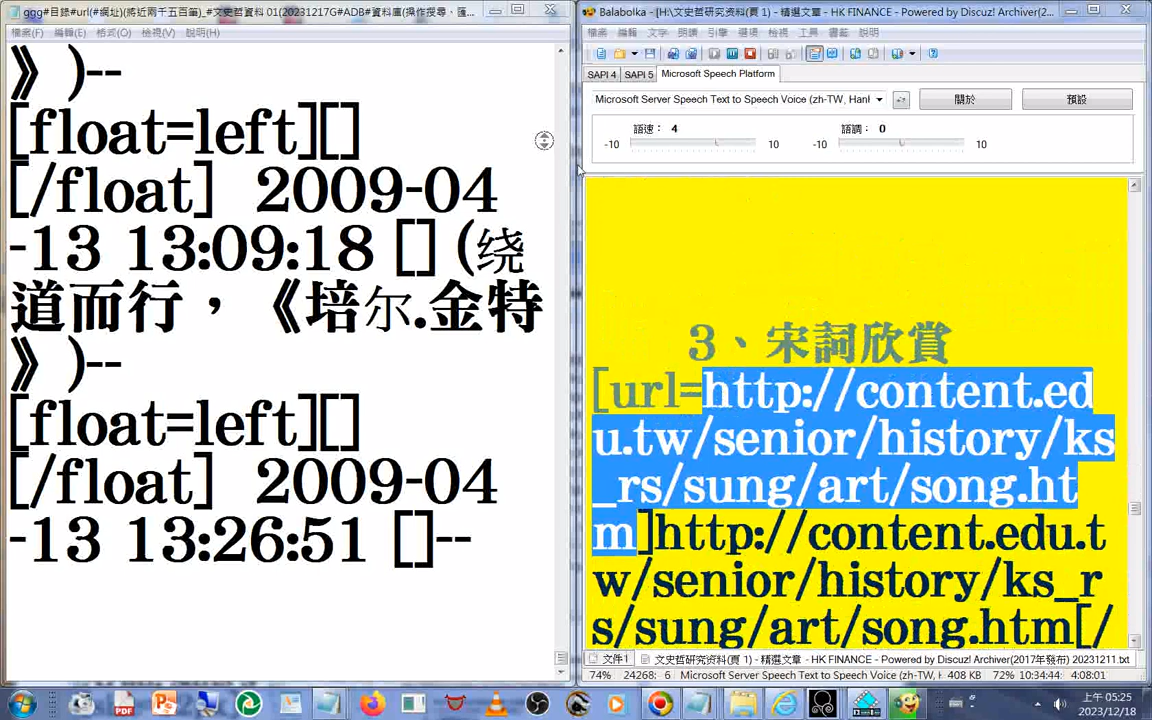 ggg#目錄#url(#網址)(將近兩千五百筆)_#文史哲資料 01(20231217G#ADB#資料庫(操作搜尋、匯...
檔案(F) 編輯(E) 格式(O) 檢視(V) 說明(H)
》)--
[float=left][]
[/float]  2009-04
-13 13:09:18 [] (绕
道而行，《培尔.金特
》)--
[float=left][]
[/float]  2009-04
-13 13:26:51 []--
Balabolka - [H:\文史哲研究资料(頁 1) - 精選文章 - HK FINANCE - Powered by Discuz! Archiver(2...
檔案 編輯 文字 朗讀 引擎 選項 檢視 工具 書籤 說明
SAPI 4 SAPI 5 Microsoft Speech Platform
Microsoft Server Speech Text to Speech Voice (zh-TW, Hanl
關於 預設
語速： 4 語調： 0
-10 10 -10 10
3、宋詞欣賞
[url=http://content.ed
u.tw/senior/history/ks
_rs/sung/art/song.ht
m]http://content.edu.t
w/senior/history/ks_r
s/sung/art/song.htm[/
文件1 文史哲研究资料(頁 1) - 精選文章 - HK FINANCE - Powered by Discuz! Archiver(2017年發布) 20231211.txt
74% 24268: 6 Microsoft Server Speech Text to Speech Voice (zh-TW, H 408 KB 72% 10:34:44: 4:08:01
上午 05:25
2023/12/18